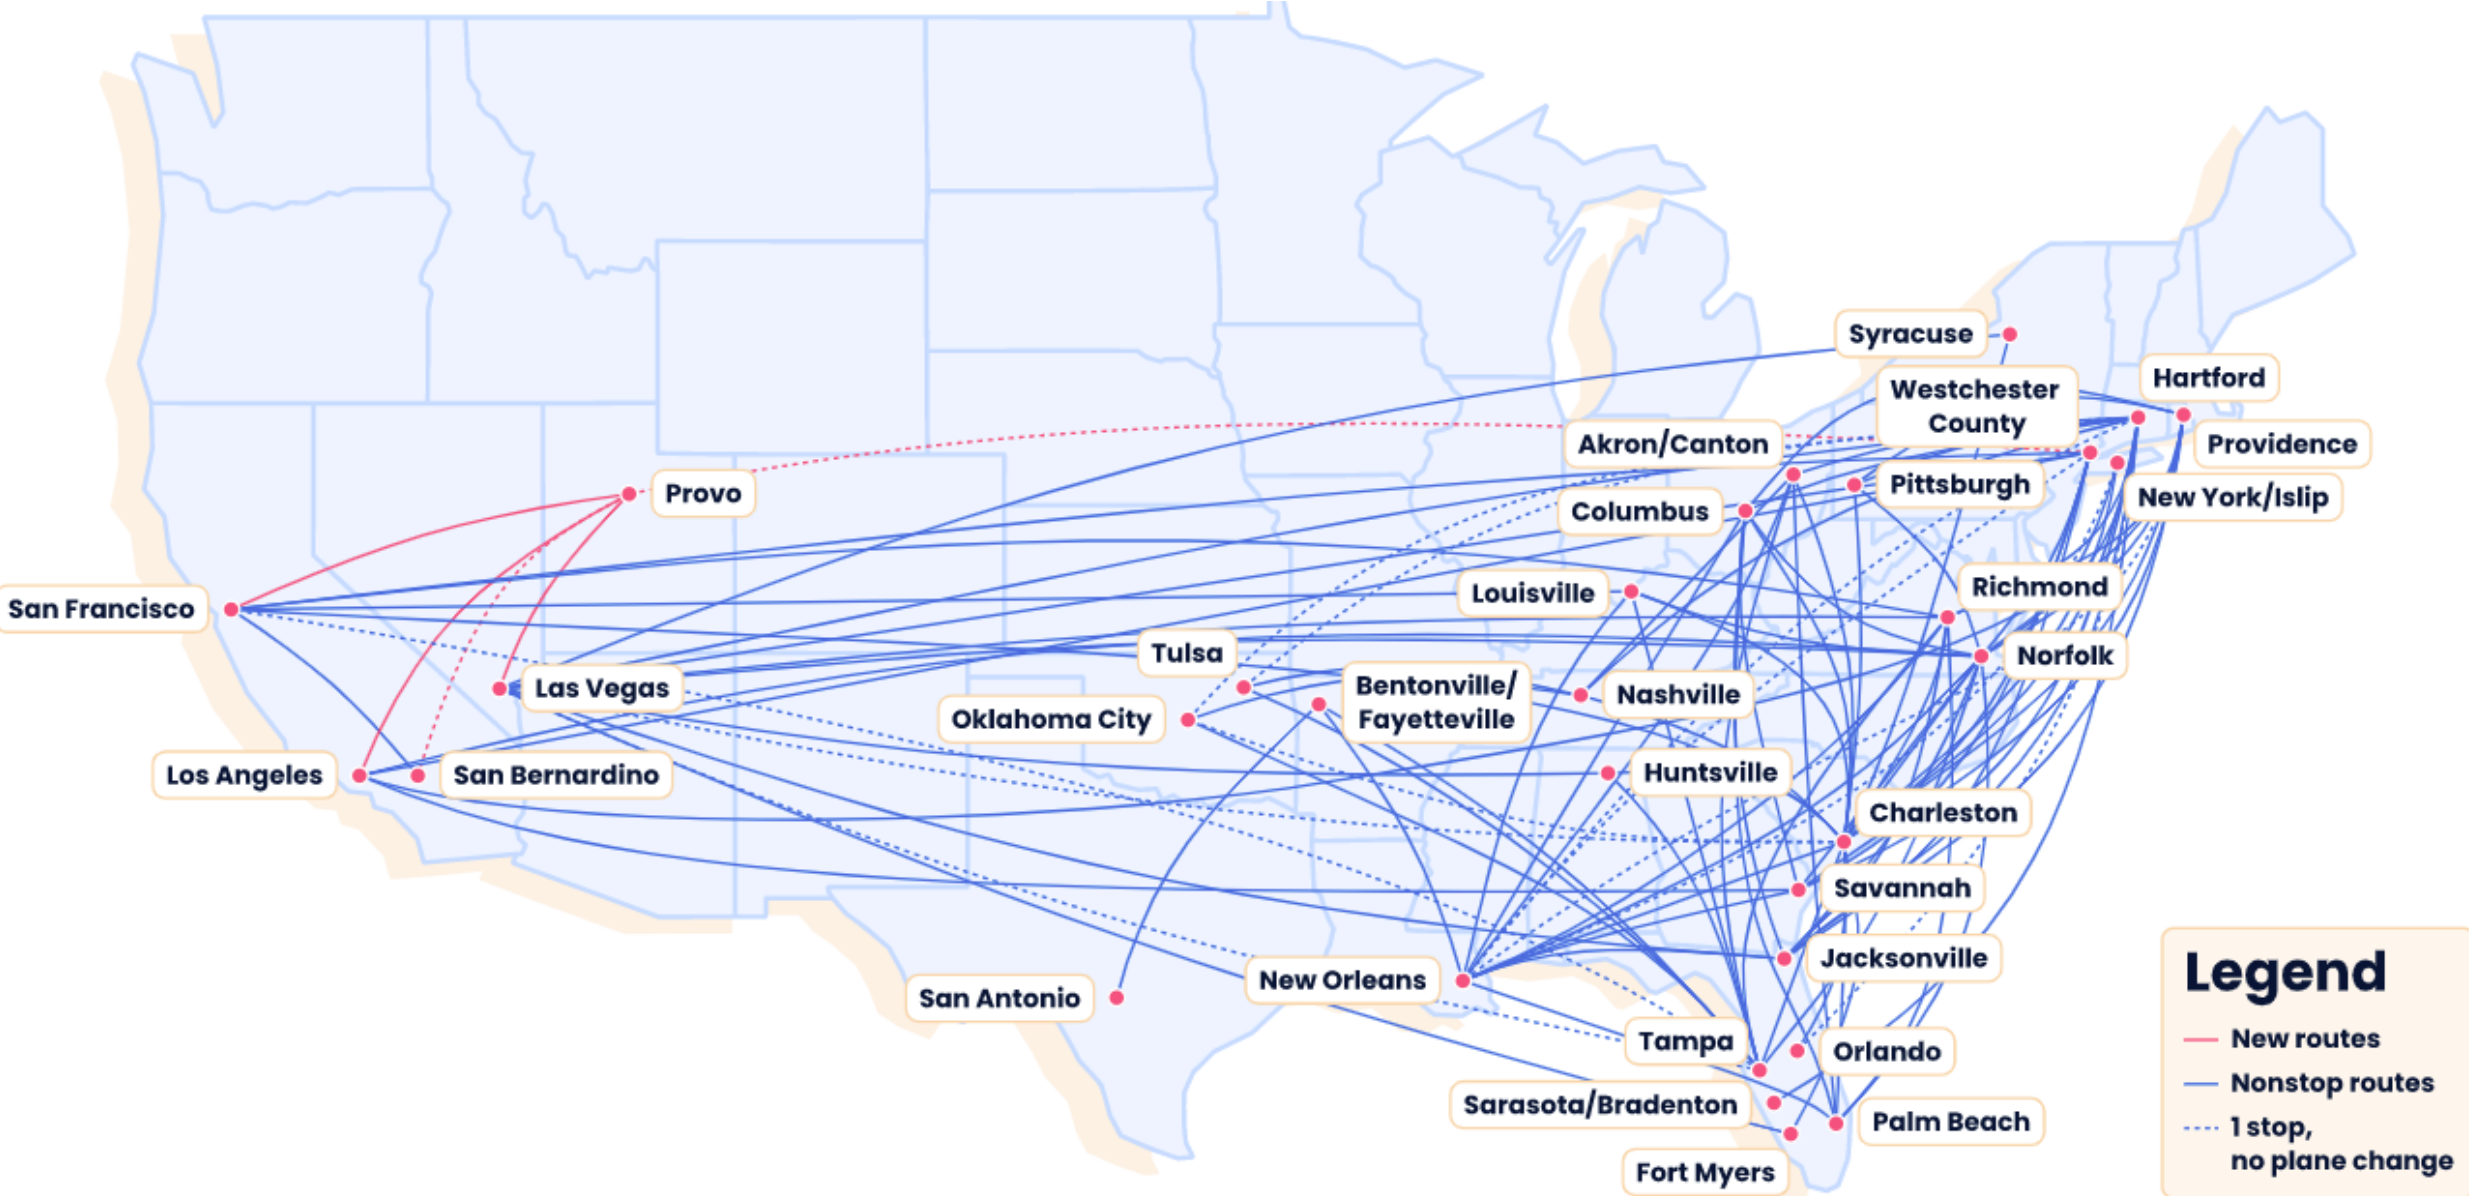 Syracuse
Hartford
Westchester
County
Akron/Canton
Providence
Pittsburgh
Provo
New York/Islip
Columbus
Richmond
Louisville
San Francisco
Tulsa
Norfolk
Las Vegas
Bentonville/
Fayetteville
Nashville
Oklahoma City
Los Angeles
San Bernardino
Huntsville
Charleston
Savannah
Jacksonville
New Orleans
San Antonio
Tampa
Orlando
Sarasota/Bradenton
Palm Beach
Fort Myers
Legend
New routes
Nonstop routes
1 stop,
no plane change